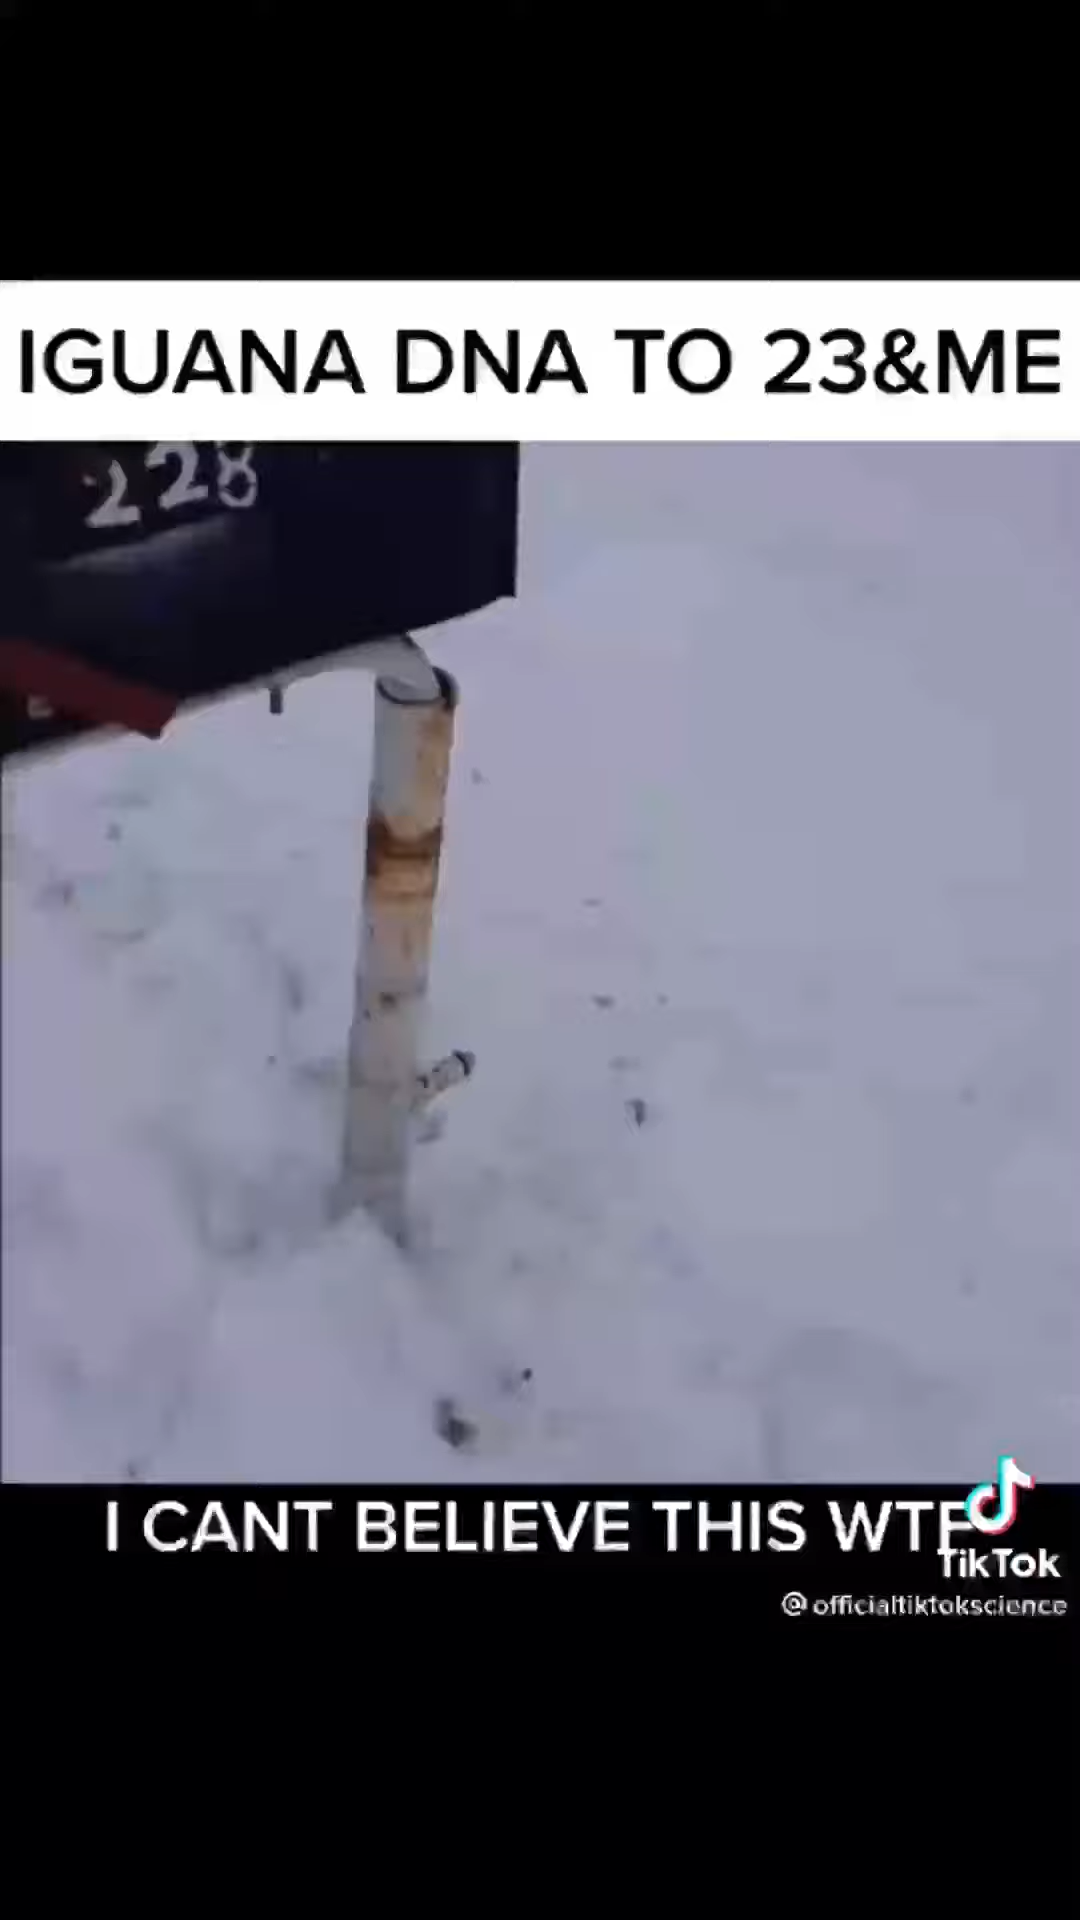 IGUANA DNA TO 23&ME
228
I CANT BELIEVE THIS WTF
TikTok
@officialtiktokscience